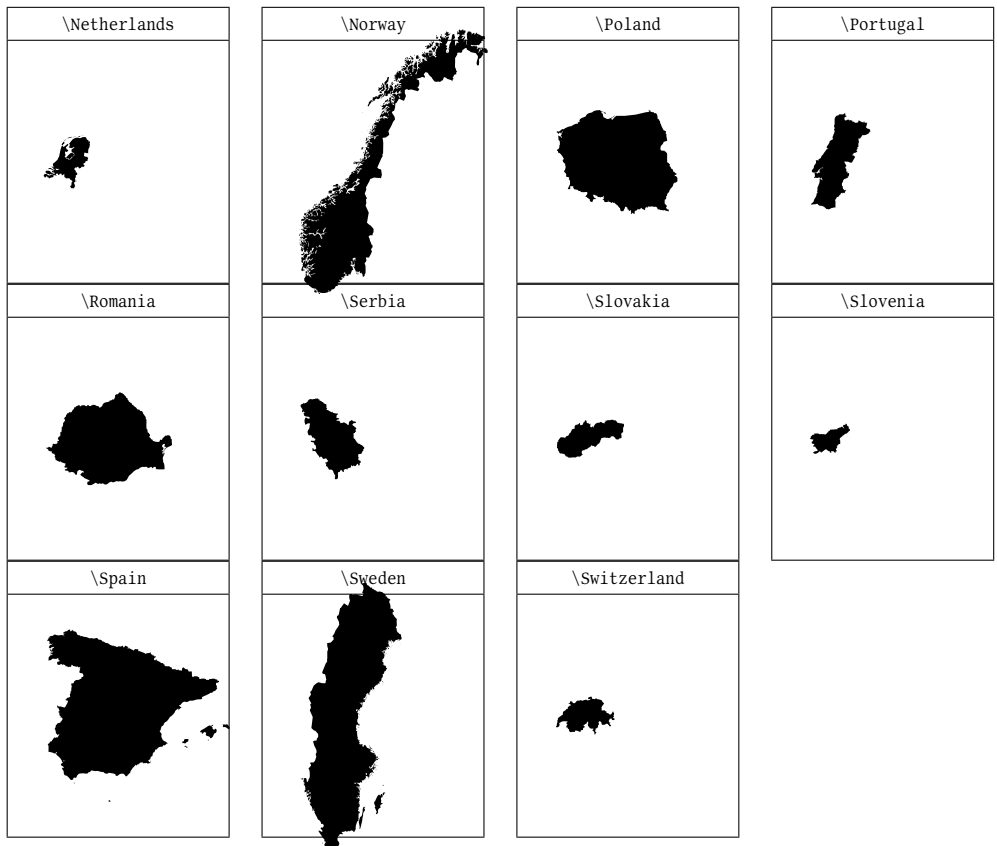 \Netherlands
\Norway
\Poland
\Portugal
\Romania
\Serbia
\Slovakia
\Slovenia
\Spain
\Sweden
\Switzerland